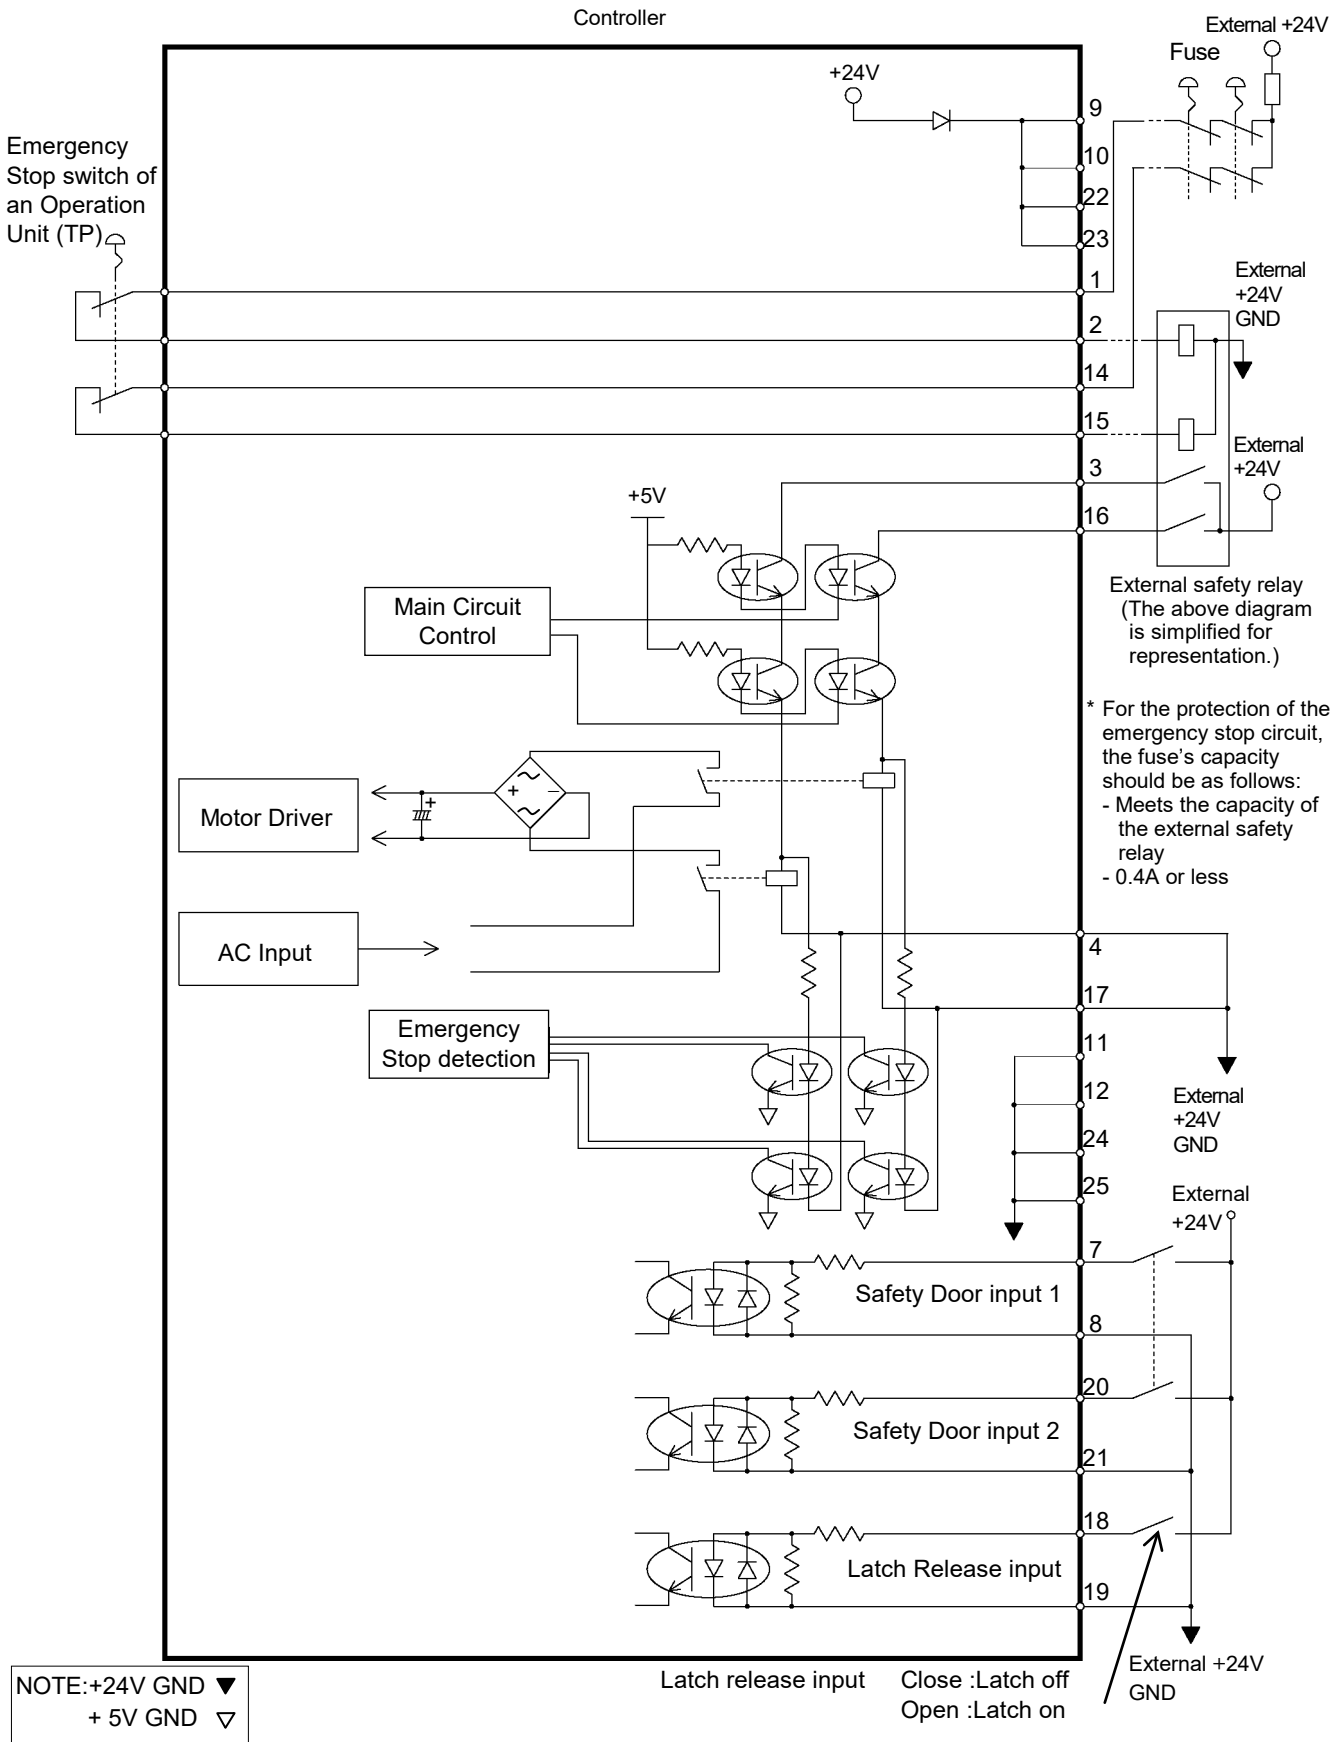 Controller
External +24V
Fuse
+24V
9
Emergency
Stop switch of
an Operation
Unit (TP)
10
22
23
1
External
+24V
GND
2
14
15
External
+24V
3
+5V
16
External safety relay
(The above diagram
is simplified for
representation.)
Main Circuit
Control
* For the protection of the
emergency stop circuit,
the fuse's capacity
should be as follows:
- Meets the capacity of
the external safety
relay
- 0.4A or less
+
−
+
Motor Driver
AC Input
4
17
Emergency
Stop detection
11
12
External
+24V
GND
24
25
External
+24V
7
Safety Door input 1
8
20
Safety Door input 2
21
18
Latch Release input
19
External +24V
GND
Latch release input Close :Latch off
Open :Latch on
NOTE:+24V GND ▼
+ 5V GND ▽